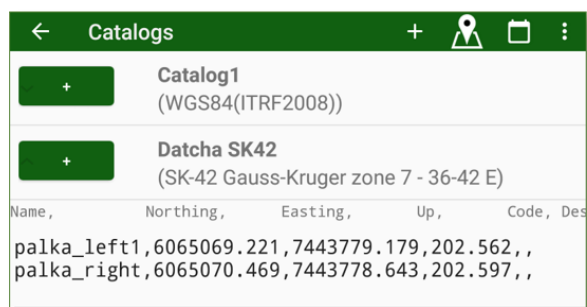 Catalogs
+
Catalog1
(WGS84(ITRF2008))
+
Datcha SK42
(SK-42 Gauss-Kruger zone 7 - 36-42 E)
Name, Northing, Easting, Up, Code, Des
palka_left1,6065069.221,7443779.179,202.562,,
palka_right,6065070.469,7443778.643,202.597,,